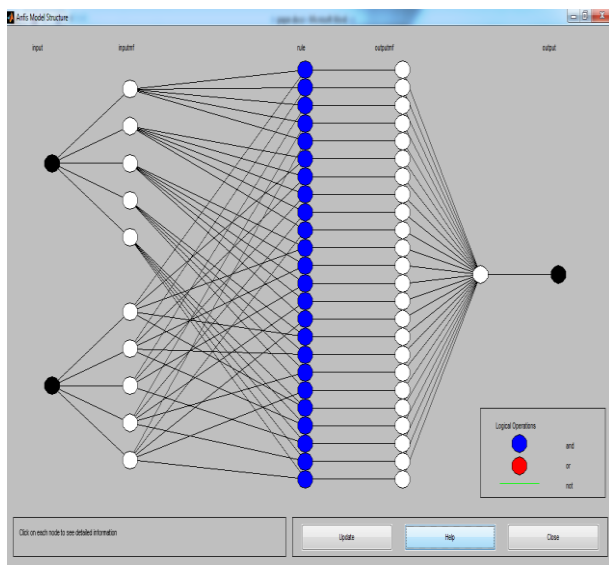 Anfis Model Structure
input inputmf rule outputmf output
Logical Operations
and
or
not
Click on each node to see detailed information
Update Help Close